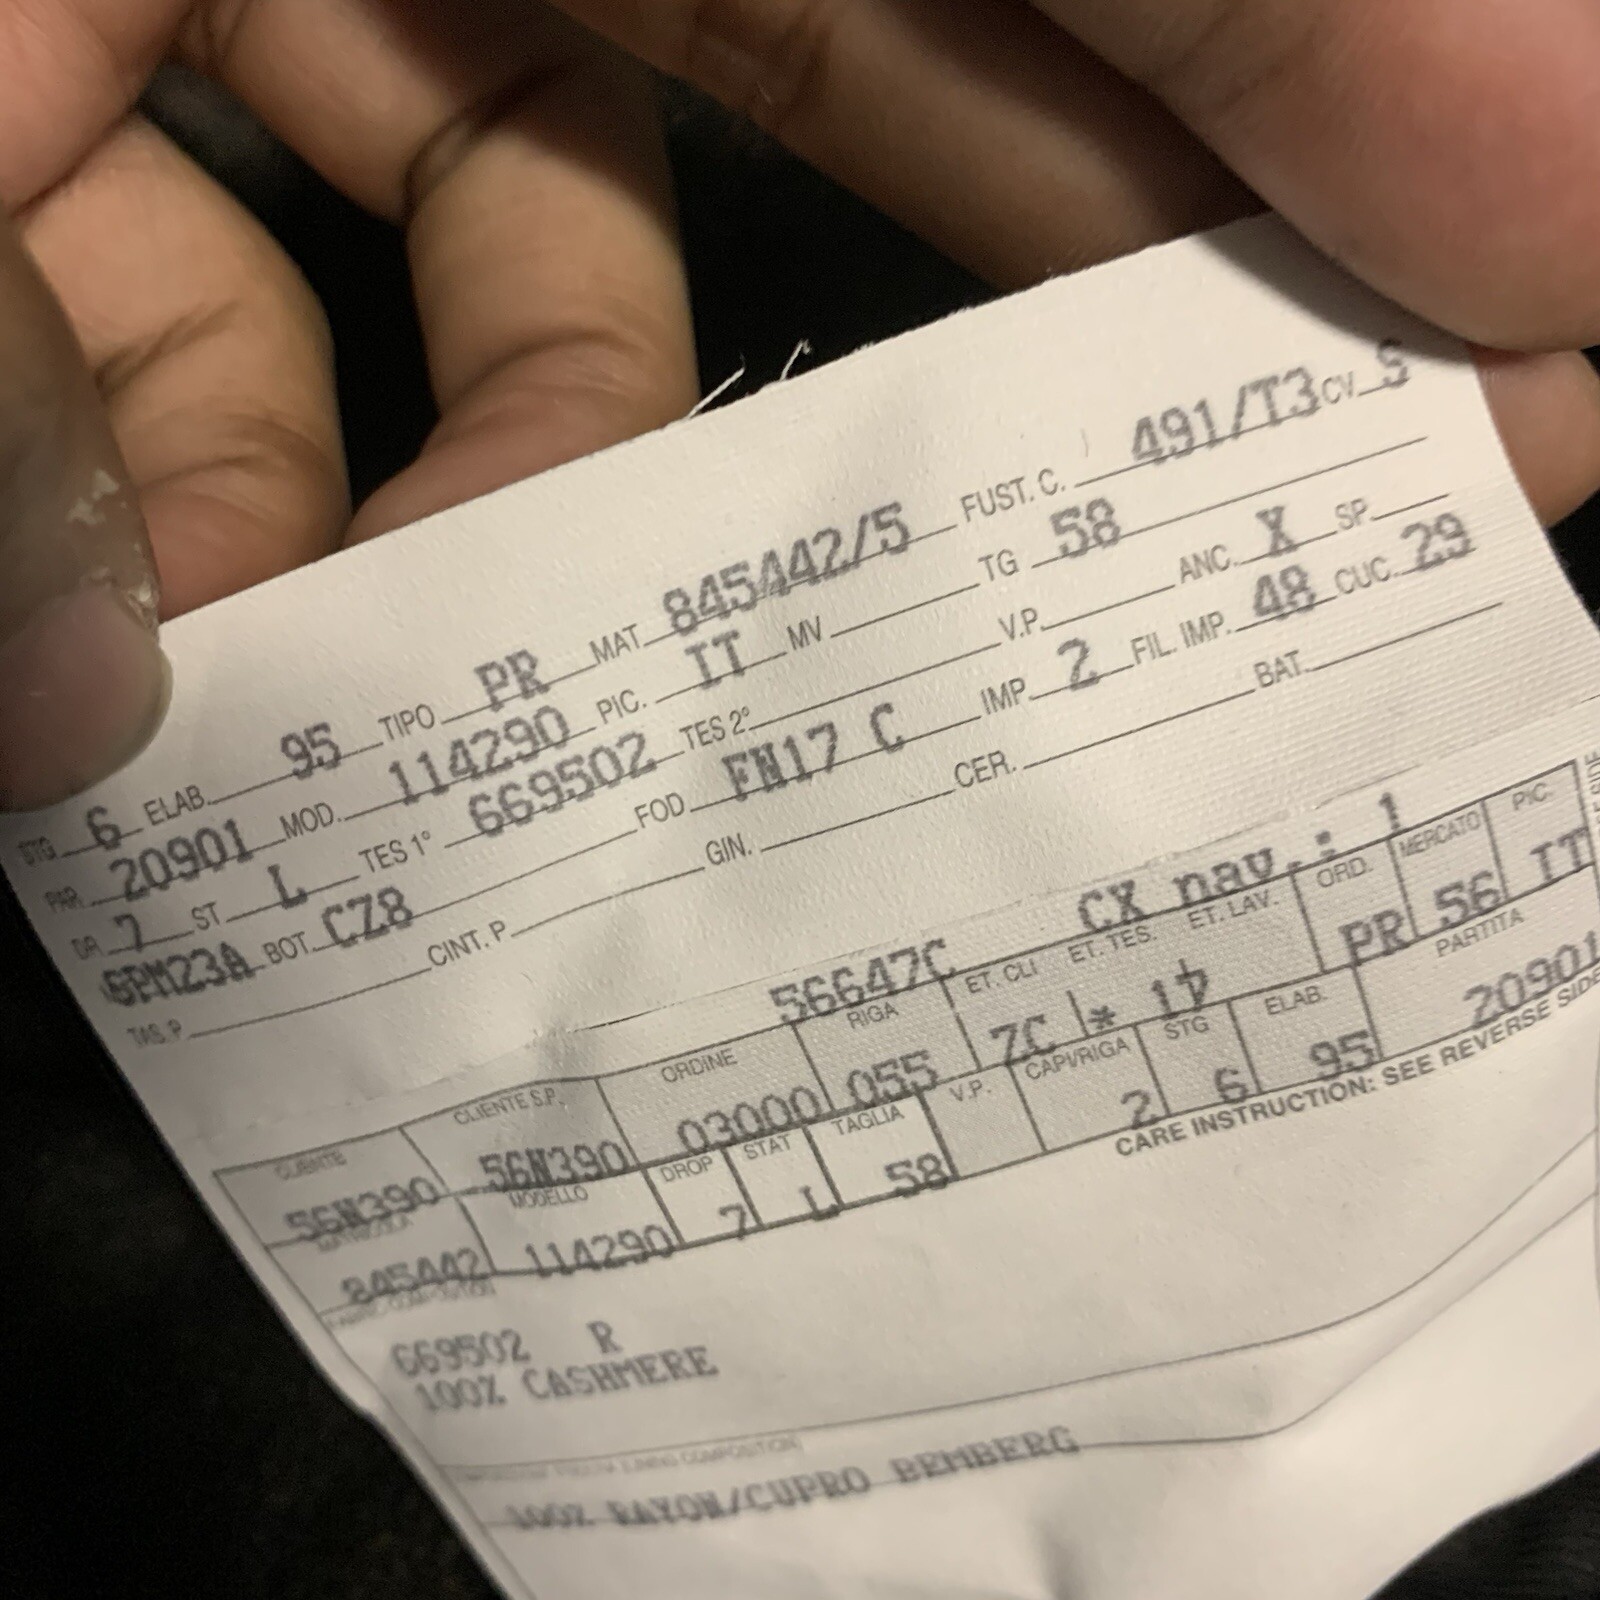 STG 6 ELAB. 95 TIPO PR MAT 845442/5 FUST. C. 491/T3 CV S
PAR. 20901 MOD. 114290 PIC. IT MV TG 58
DR 7 ST L TES 1° 669502 TES 2° V.P. ANC. X SP.
BOT. CZ8 FOD FN17 C IMP. 2 FIL. IMP. 48 CUC. 29
TAS. P. CINT. P. GIN. CER. BAT.
56647C CX nav.: 1
CLIENTE CLIENTE S.P. ORDINE RIGA ET. CLI ET. TES. ET. LAV. ORD. MERCATO PIC.
56N390 56N390 03000 055 7C * 14 PR 56 IT
MATRICOLA MODELLO DROP STAT TAGLIA V.P. CAPI/RIGA STG ELAB. PARTITA
845442 114290 7 L 58 2 6 95 20901
CARE INSTRUCTION: SEE REVERSE SIDE
FABRIC COMPOSITION
669502 R
100% CASHMERE
LINING COMPOSITION
100% RAYON/CUPRO BEMBERG